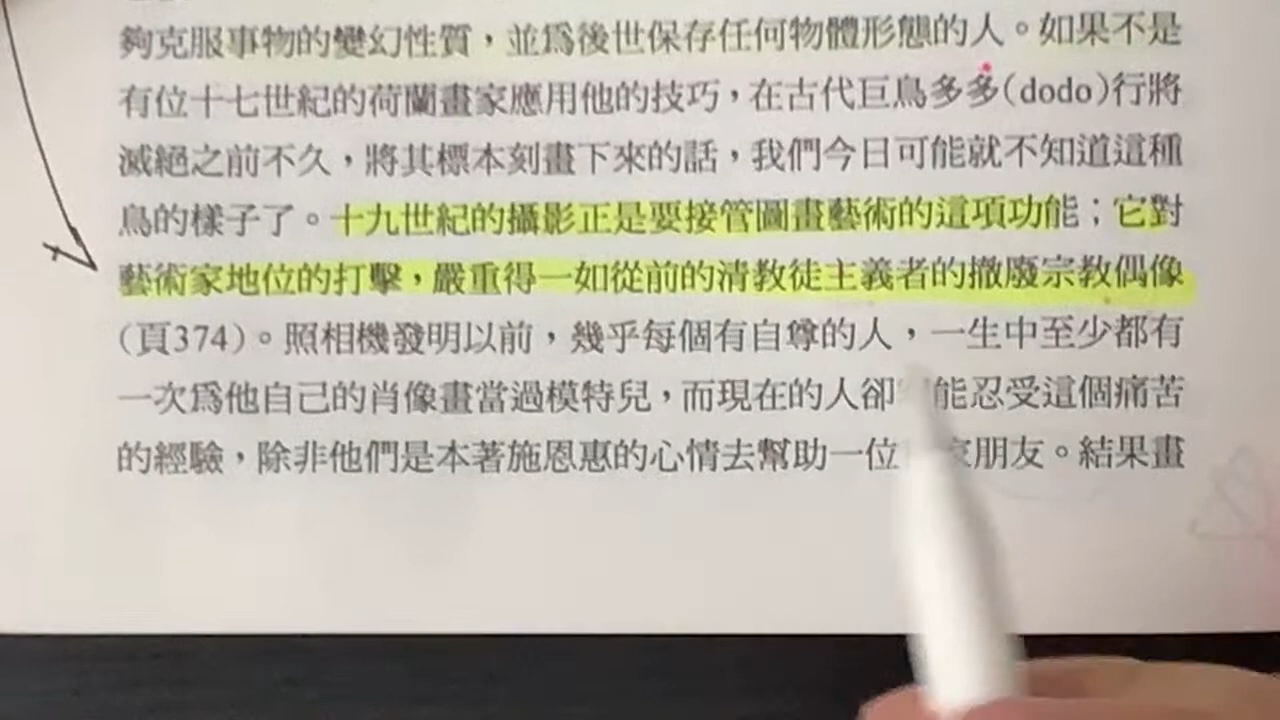 夠克服事物的變幻性質，並爲後世保存任何物體形態的人。如果不是
有位十七世紀的荷蘭畫家應用他的技巧，在古代巨鳥多多(dodo)行將
滅絕之前不久，將其標本刻畫下來的話，我們今日可能就不知道這種
鳥的樣子了。十九世紀的攝影正是要接管圖畫藝術的這項功能；它對
藝術家地位的打擊，嚴重得一如從前的清教徒主義者的撤廢宗教偶像
(頁374)。照相機發明以前，幾乎每個有自尊的人，一生中至少都有
一次爲他自己的肖像畫當過模特兒，而現在的人卻能忍受這個痛苦
的經驗，除非他們是本著施恩惠的心情去幫助一位家朋友。結果畫